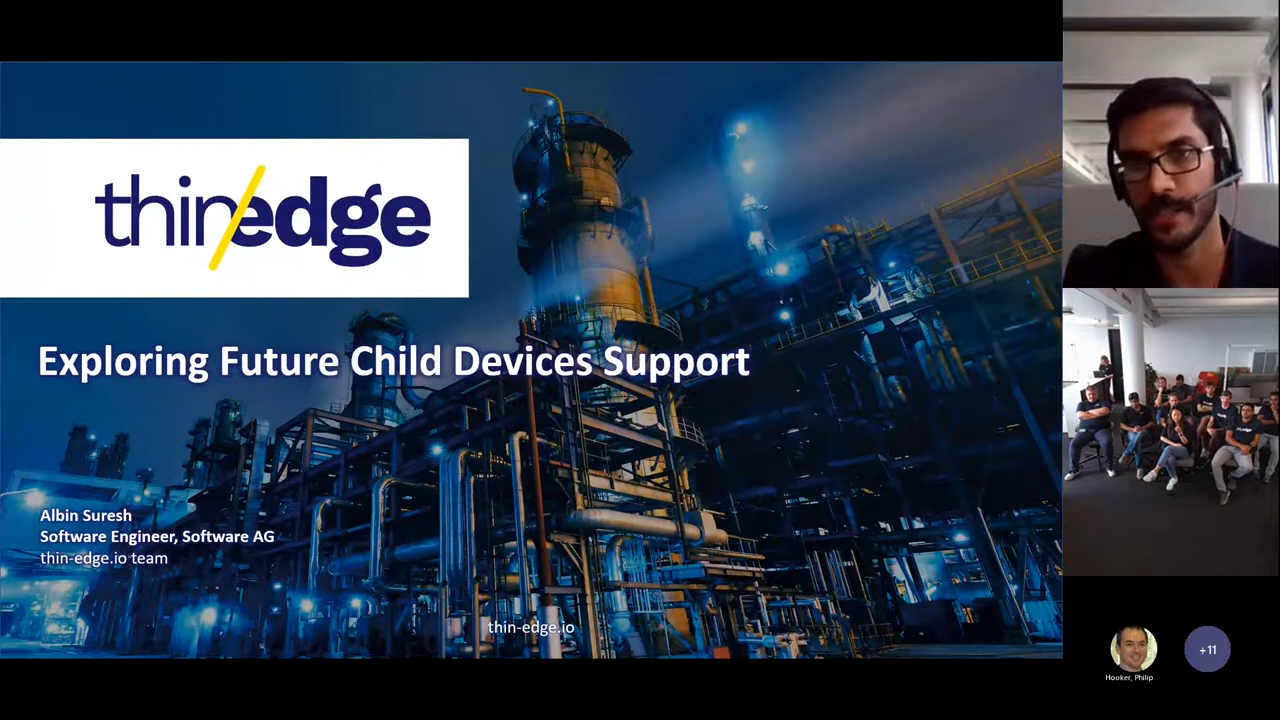 thin/edge
Exploring Future Child Devices Support
Albin Suresh
Software Engineer, Software AG
thin-edge.io team
thin-edge.io
Hooker, Philip
+11